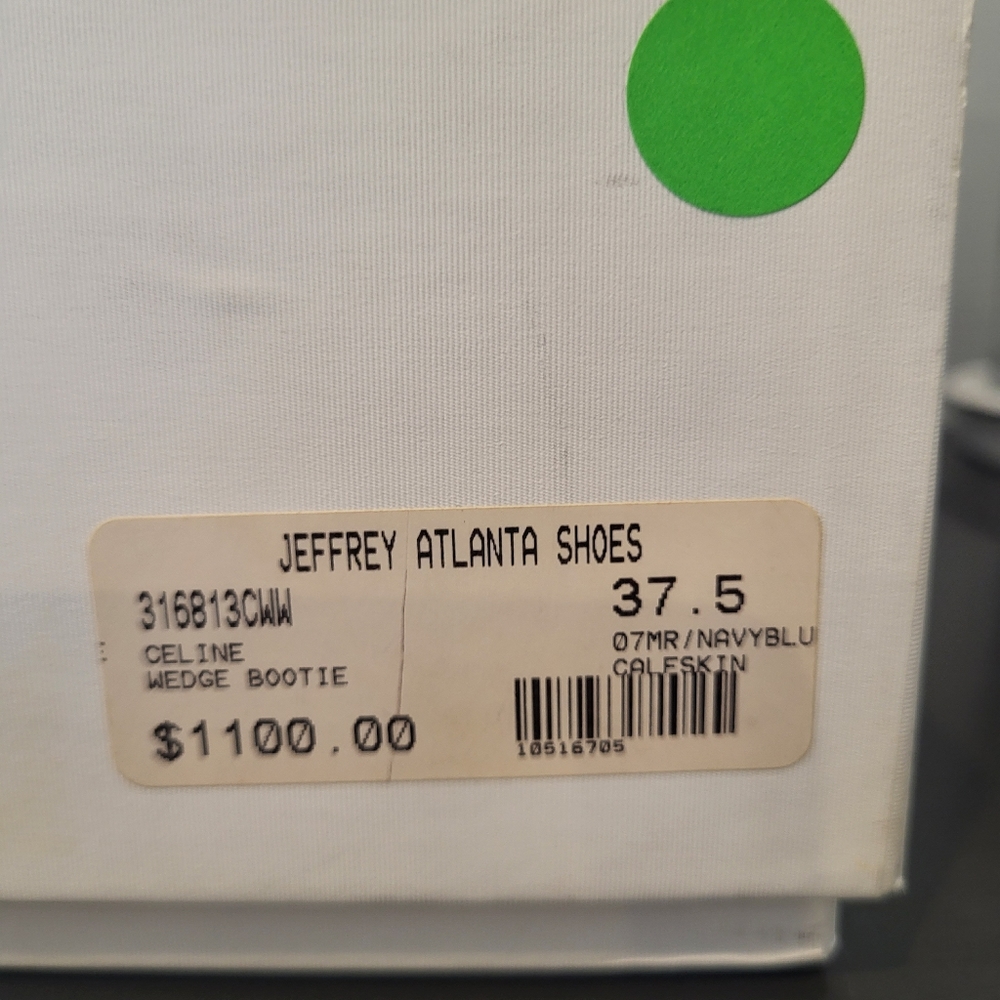 JEFFREY ATLANTA SHOES
316813CWW
37.5
CELINE
07MR/NAVYBLU
WEDGE BOOTIE
CALFSKIN
$1100.00
10516705